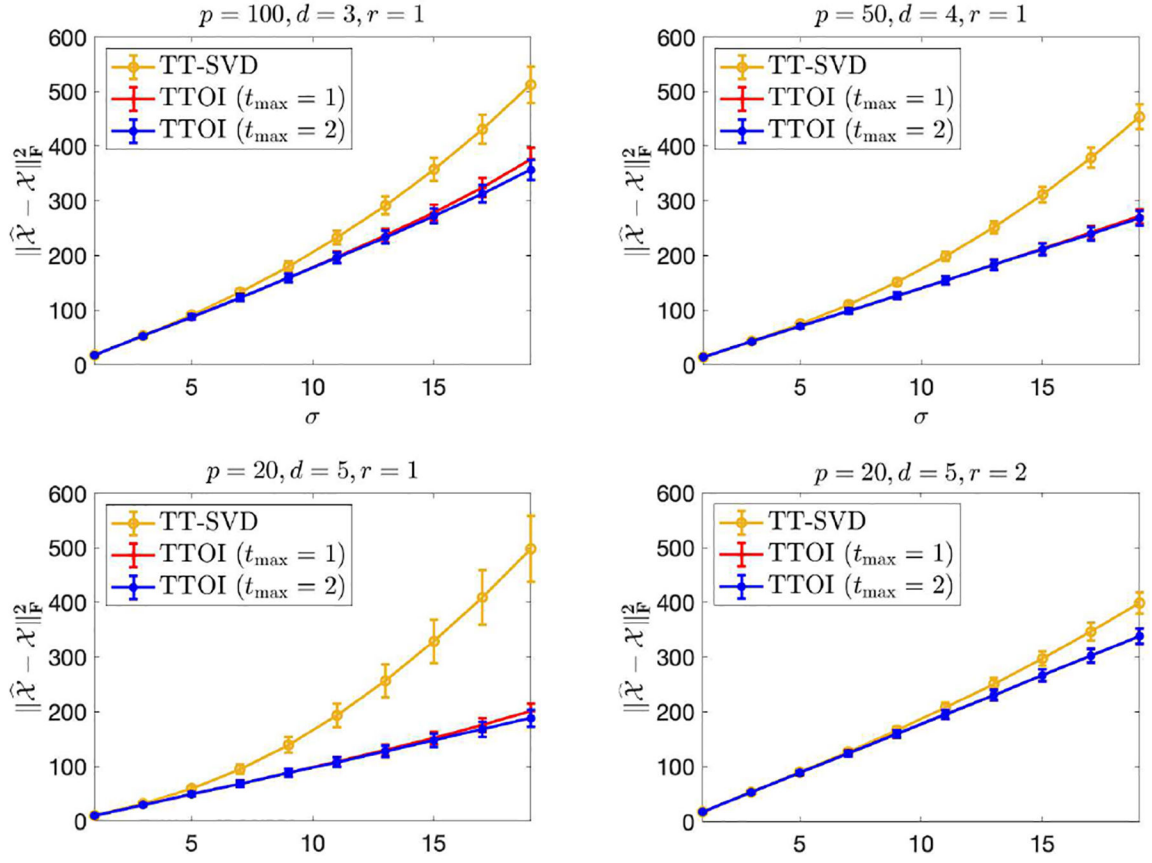 p = 100, d = 3, r = 1
600
500
400
300
200
100
0
TT-SVD
TTOI (t_max = 1)
TTOI (t_max = 2)
‖X̂ − X‖²_F
5 10 15
σ
p = 50, d = 4, r = 1
600
500
400
300
200
100
0
TT-SVD
TTOI (t_max = 1)
TTOI (t_max = 2)
‖X̂ − X‖²_F
5 10 15
σ
p = 20, d = 5, r = 1
600
500
400
300
200
100
0
TT-SVD
TTOI (t_max = 1)
TTOI (t_max = 2)
‖X̂ − X‖²_F
5 10 15
p = 20, d = 5, r = 2
600
500
400
300
200
100
0
TT-SVD
TTOI (t_max = 1)
TTOI (t_max = 2)
‖X̂ − X‖²_F
5 10 15